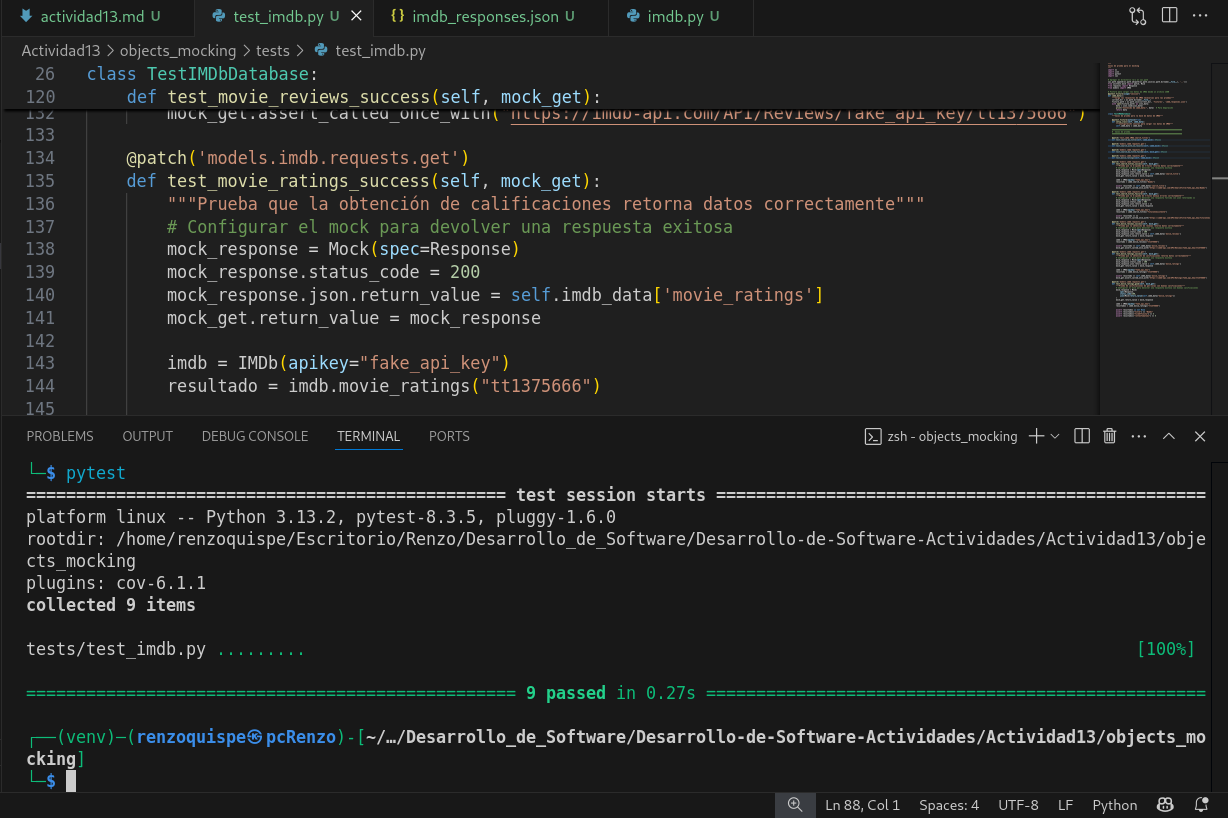 actividad13.md U test_imdb.py U × {} imdb_responses.json U imdb.py U ···
Actividad13 > objects_mocking > tests > test_imdb.py
26 class TestIMDbDatabase:
120 def test_movie_reviews_success(self, mock_get):
132 mock_get.assert_called_once_with("https://imdb-api.com/API/Reviews/fake_api_key/tt1375666")
133
134 @patch('models.imdb.requests.get')
135 def test_movie_ratings_success(self, mock_get):
136 """Prueba que la obtención de calificaciones retorna datos correctamente"""
137 # Configurar el mock para devolver una respuesta exitosa
138 mock_response = Mock(spec=Response)
139 mock_response.status_code = 200
140 mock_response.json.return_value = self.imdb_data['movie_ratings']
141 mock_get.return_value = mock_response
142
143 imdb = IMDb(apikey="fake_api_key")
144 resultado = imdb.movie_ratings("tt1375666")
145
PROBLEMS OUTPUT DEBUG CONSOLE TERMINAL PORTS zsh - objects_mocking
└─$ pytest
================================================ test session starts =================================================
platform linux -- Python 3.13.2, pytest-8.3.5, pluggy-1.6.0
rootdir: /home/renzoquispe/Escritorio/Renzo/Desarrollo_de_Software/Desarrollo-de-Software-Actividades/Actividad13/obje
cts_mocking
plugins: cov-6.1.1
collected 9 items
tests/test_imdb.py ......... [100%]
================================================= 9 passed in 0.27s ==================================================
┌──(venv)─(renzoquispe㉿pcRenzo)-[~/…/Desarrollo_de_Software/Desarrollo-de-Software-Actividades/Actividad13/objects_mo
cking]
└─$
Ln 88, Col 1 Spaces: 4 UTF-8 LF Python